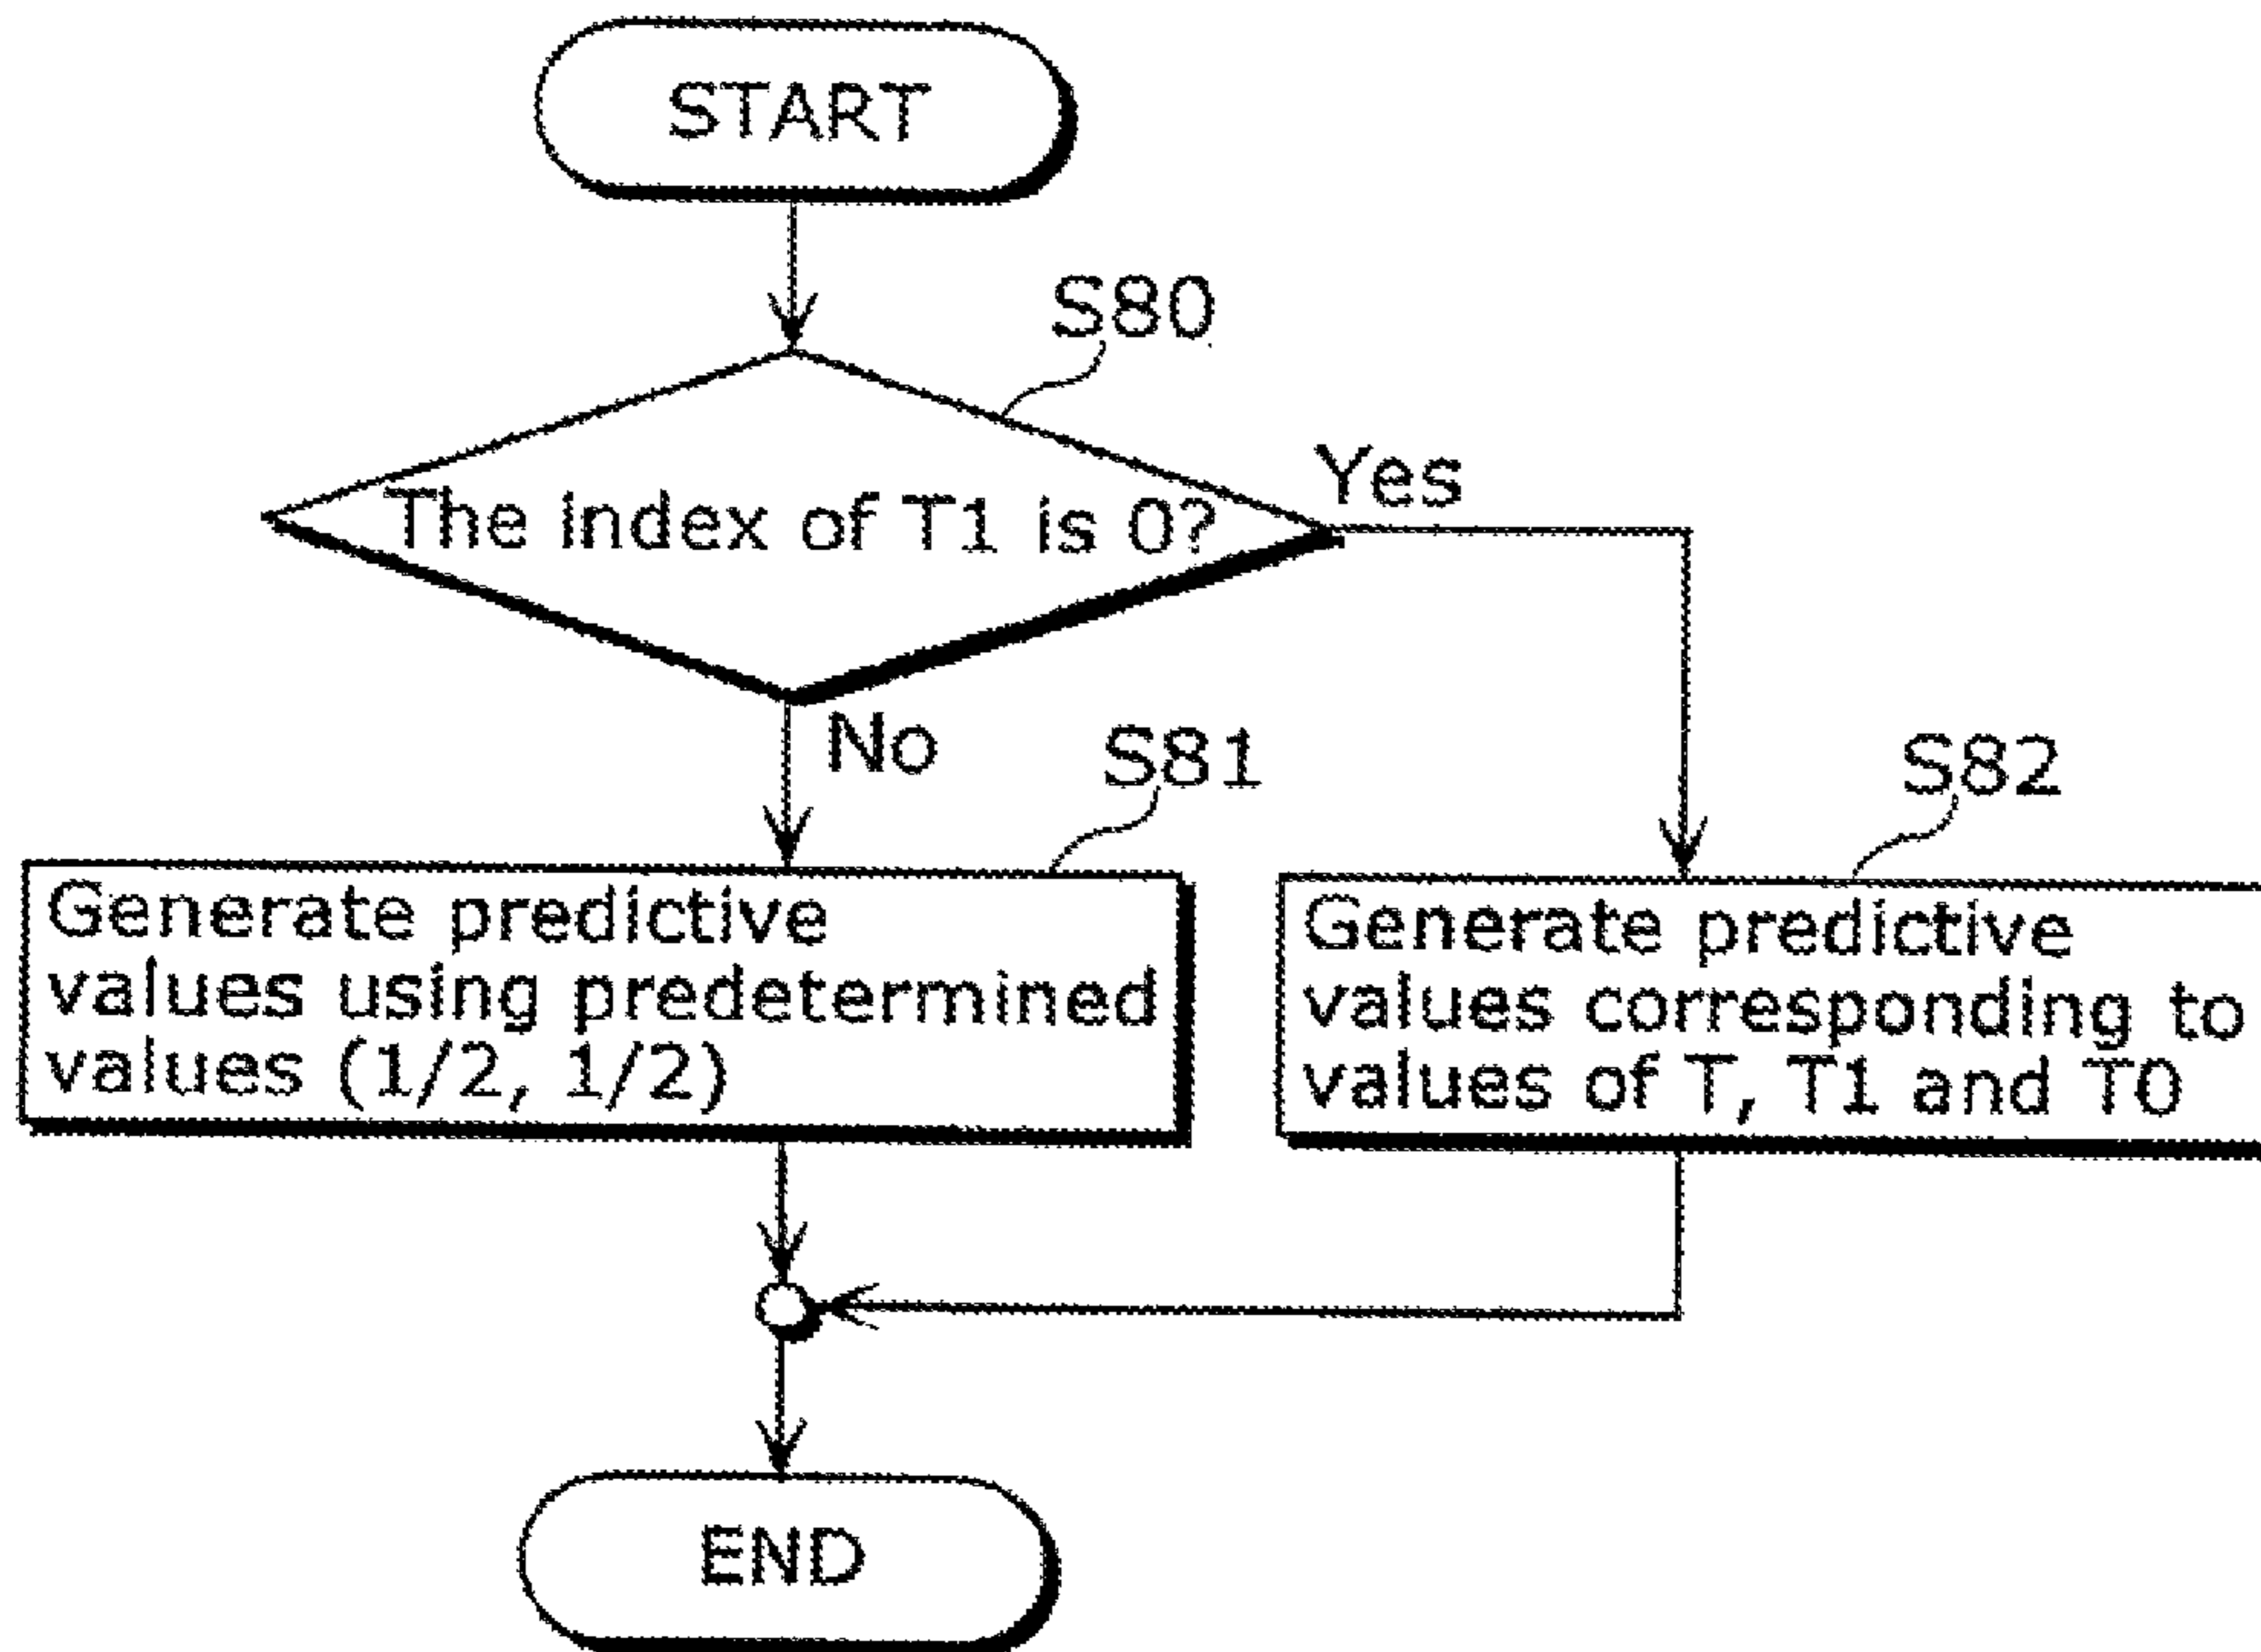 START
S80
The index of T1 is 0?
Yes
No
S81
Generate predictive
values using predetermined
values (1/2, 1/2)
S82
Generate predictive
values corresponding to
values of T, T1 and T0
END